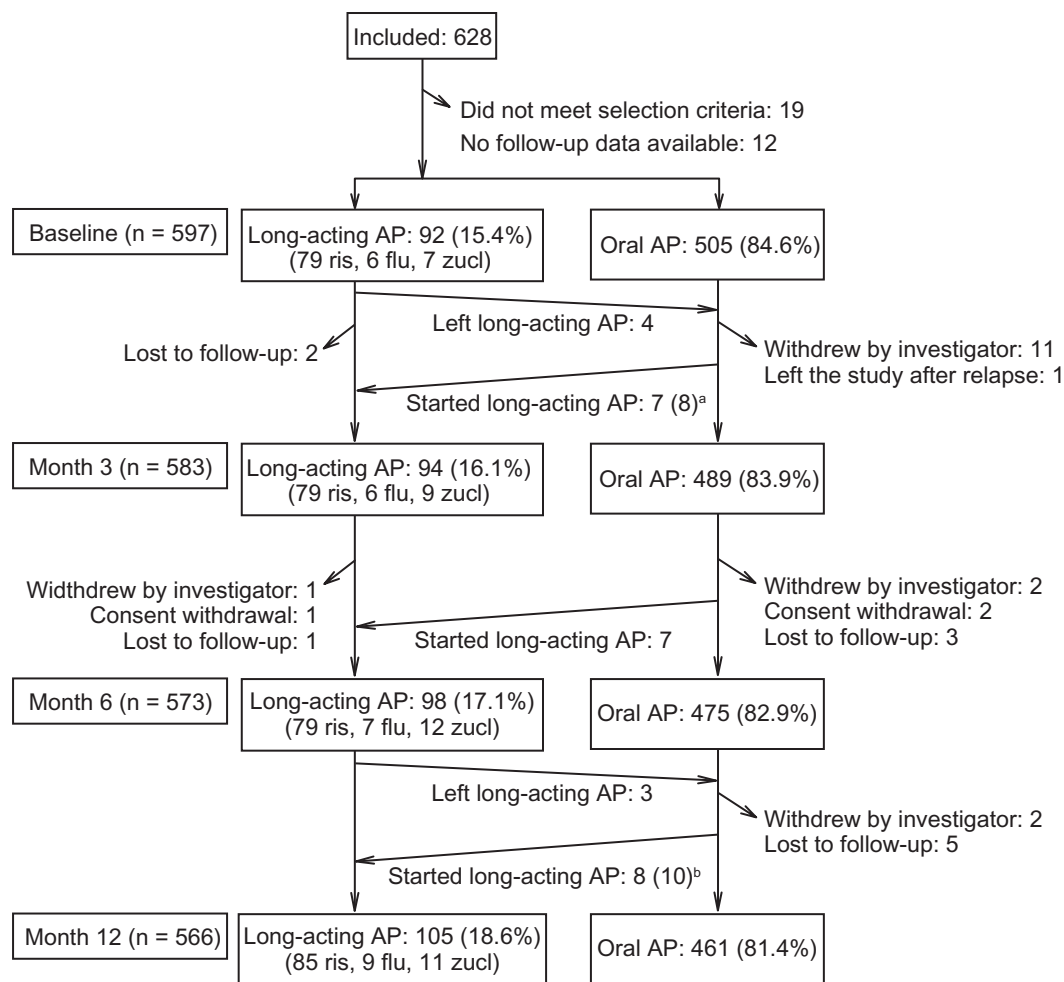 Included: 628
Did not meet selection criteria: 19
No follow-up data available: 12
Baseline (n = 597)
Long-acting AP: 92 (15.4%)
(79 ris, 6 flu, 7 zucl)
Oral AP: 505 (84.6%)
Left long-acting AP: 4
Lost to follow-up: 2
Withdrew by investigator: 11
Left the study after relapse: 1
Started long-acting AP: 7 (8)ᵃ
Month 3 (n = 583)
Long-acting AP: 94 (16.1%)
(79 ris, 6 flu, 9 zucl)
Oral AP: 489 (83.9%)
Widthdrew by investigator: 1
Consent withdrawal: 1
Lost to follow-up: 1
Withdrew by investigator: 2
Consent withdrawal: 2
Lost to follow-up: 3
Started long-acting AP: 7
Month 6 (n = 573)
Long-acting AP: 98 (17.1%)
(79 ris, 7 flu, 12 zucl)
Oral AP: 475 (82.9%)
Left long-acting AP: 3
Withdrew by investigator: 2
Lost to follow-up: 5
Started long-acting AP: 8 (10)ᵇ
Month 12 (n = 566)
Long-acting AP: 105 (18.6%)
(85 ris, 9 flu, 11 zucl)
Oral AP: 461 (81.4%)